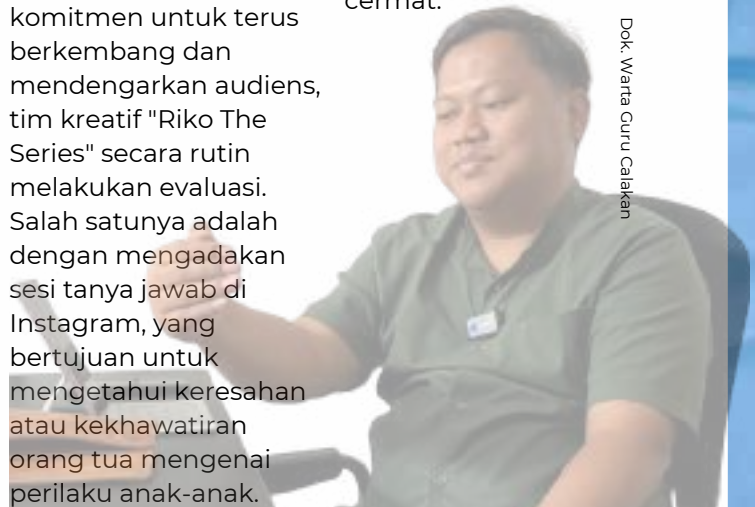 komitmen untuk terus
berkembang dan
mendengarkan audiens,
tim kreatif "Riko The
Series" secara rutin
melakukan evaluasi.
Salah satunya adalah
dengan mengadakan
sesi tanya jawab di
Instagram, yang
bertujuan untuk
mengetahui keresahan
atau kekhawatiran
orang tua mengenai
perilaku anak-anak.
cermat.
Dok. Warta Guru Calakan